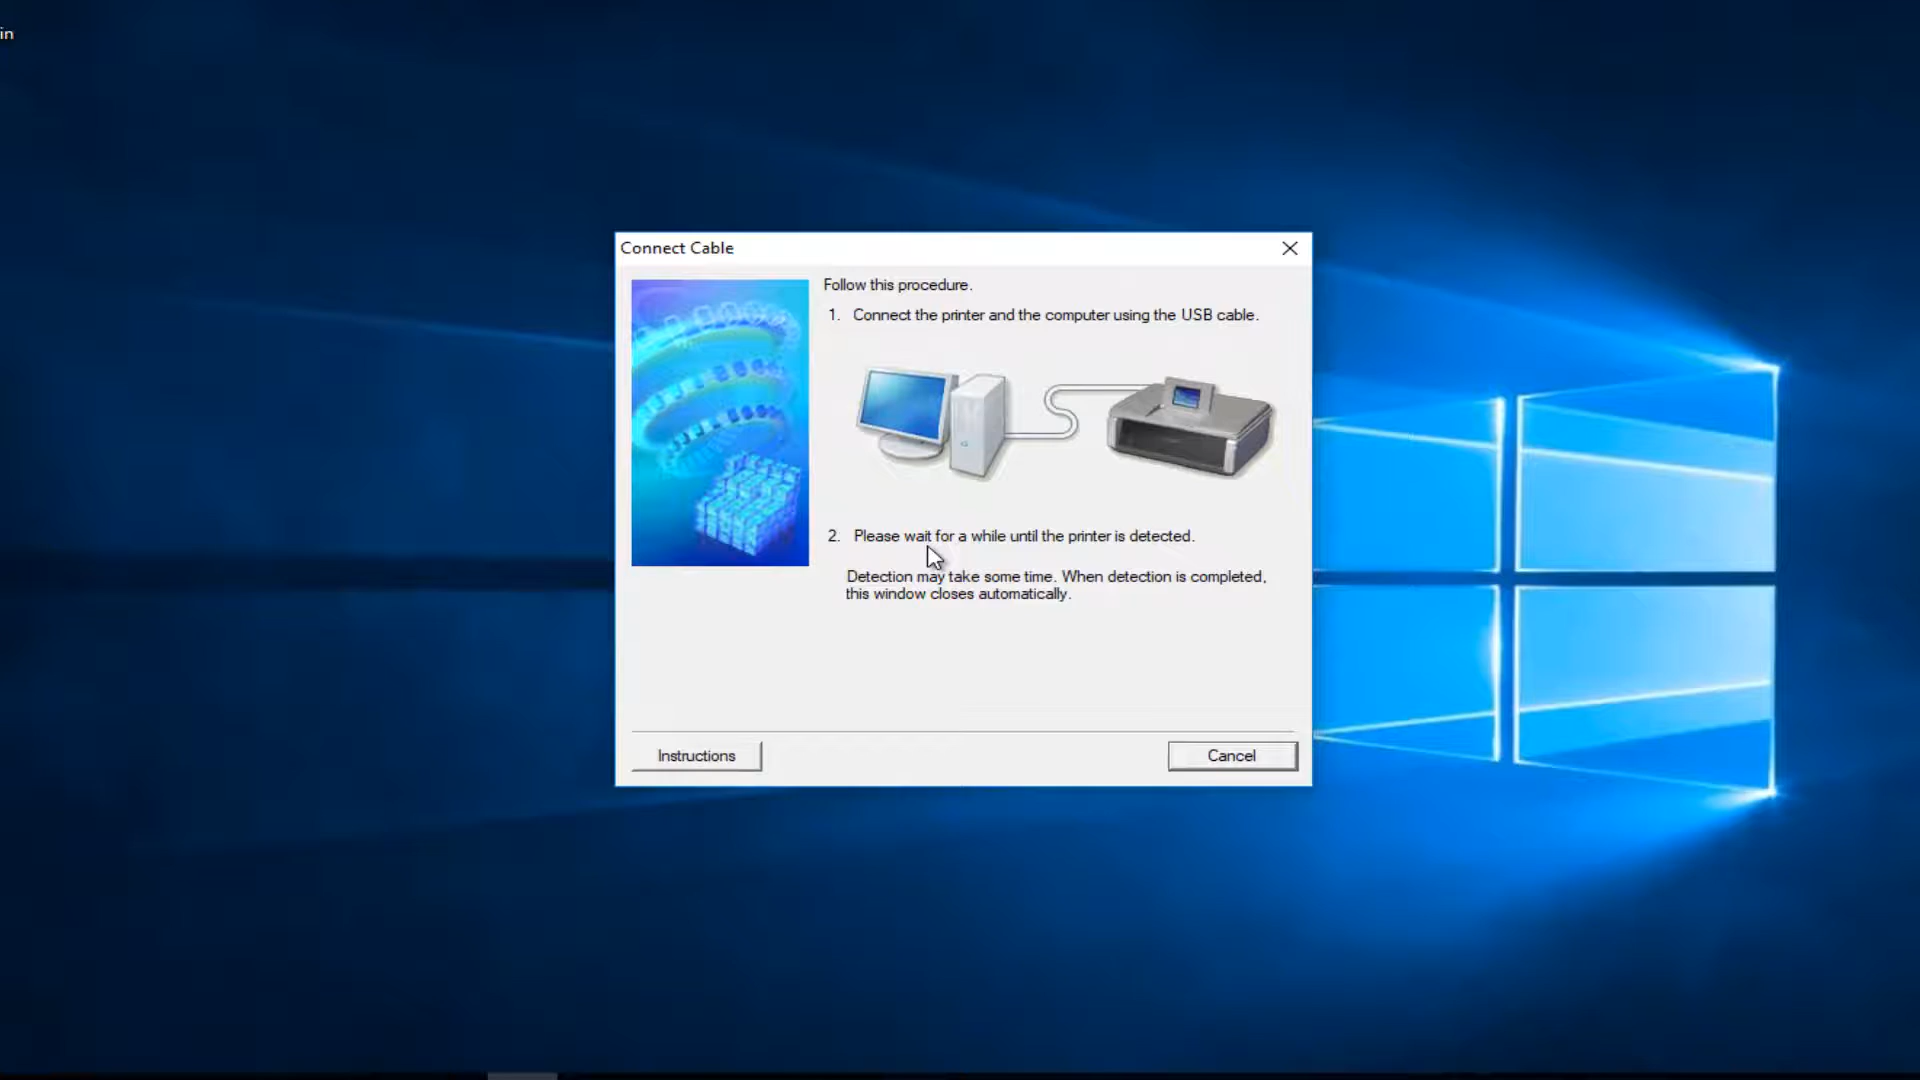 in
Connect Cable
Follow this procedure.
1. Connect the printer and the computer using the USB cable.
2. Please wait for a while until the printer is detected.
Detection may take some time. When detection is completed,
this window closes automatically.
Instructions
Cancel